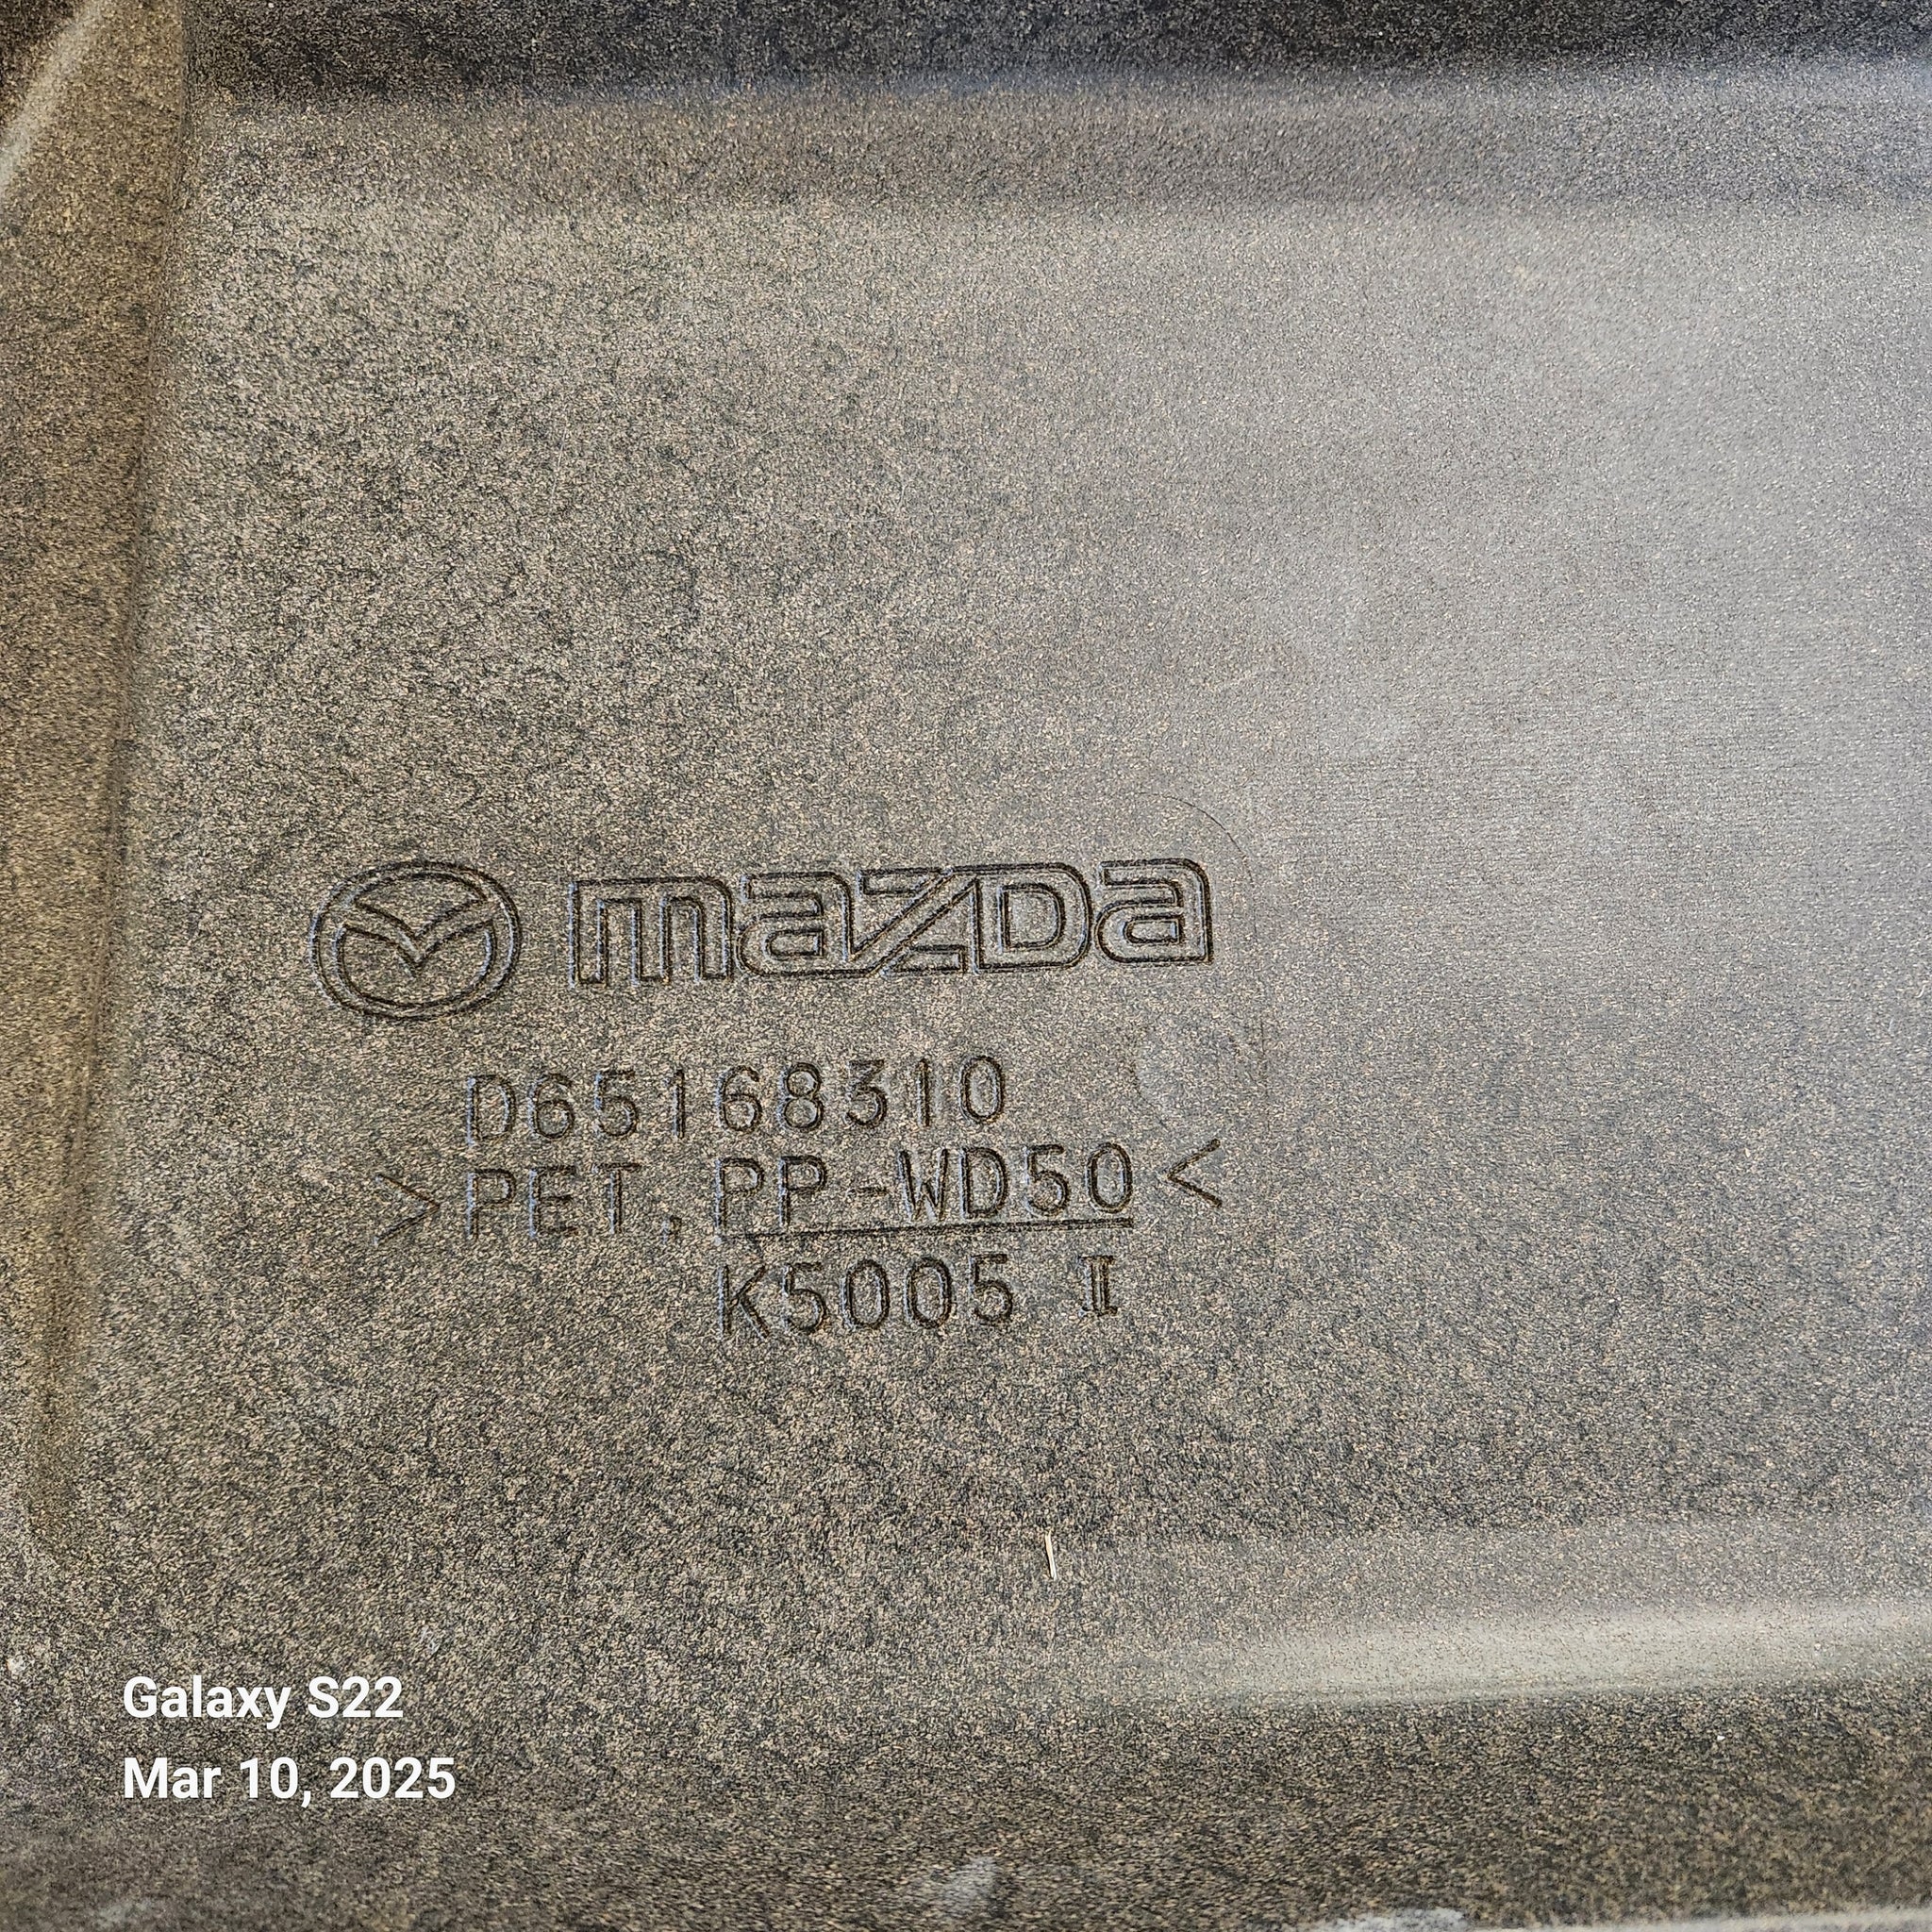 mazda
D65168310
>PET,PP-WD50<
K5005 II
Galaxy S22
Mar 10, 2025